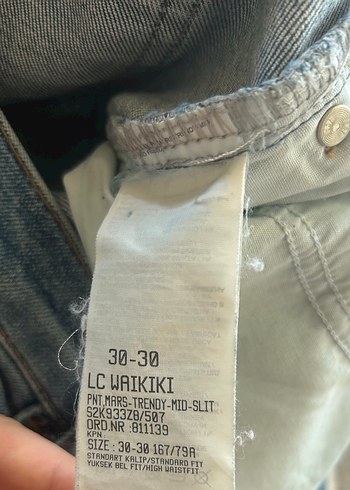 30-30
LC WAIKIKI
PNT.MARS-TRENDY-MID-SLIT
S2K933Z8/507
ORD.NR :811139
KPN
SIZE : 30-30 167/79A
STANDART KALIP/STANDARD FIT
YUKSEK BEL FIT/HIGH WAISTFIT